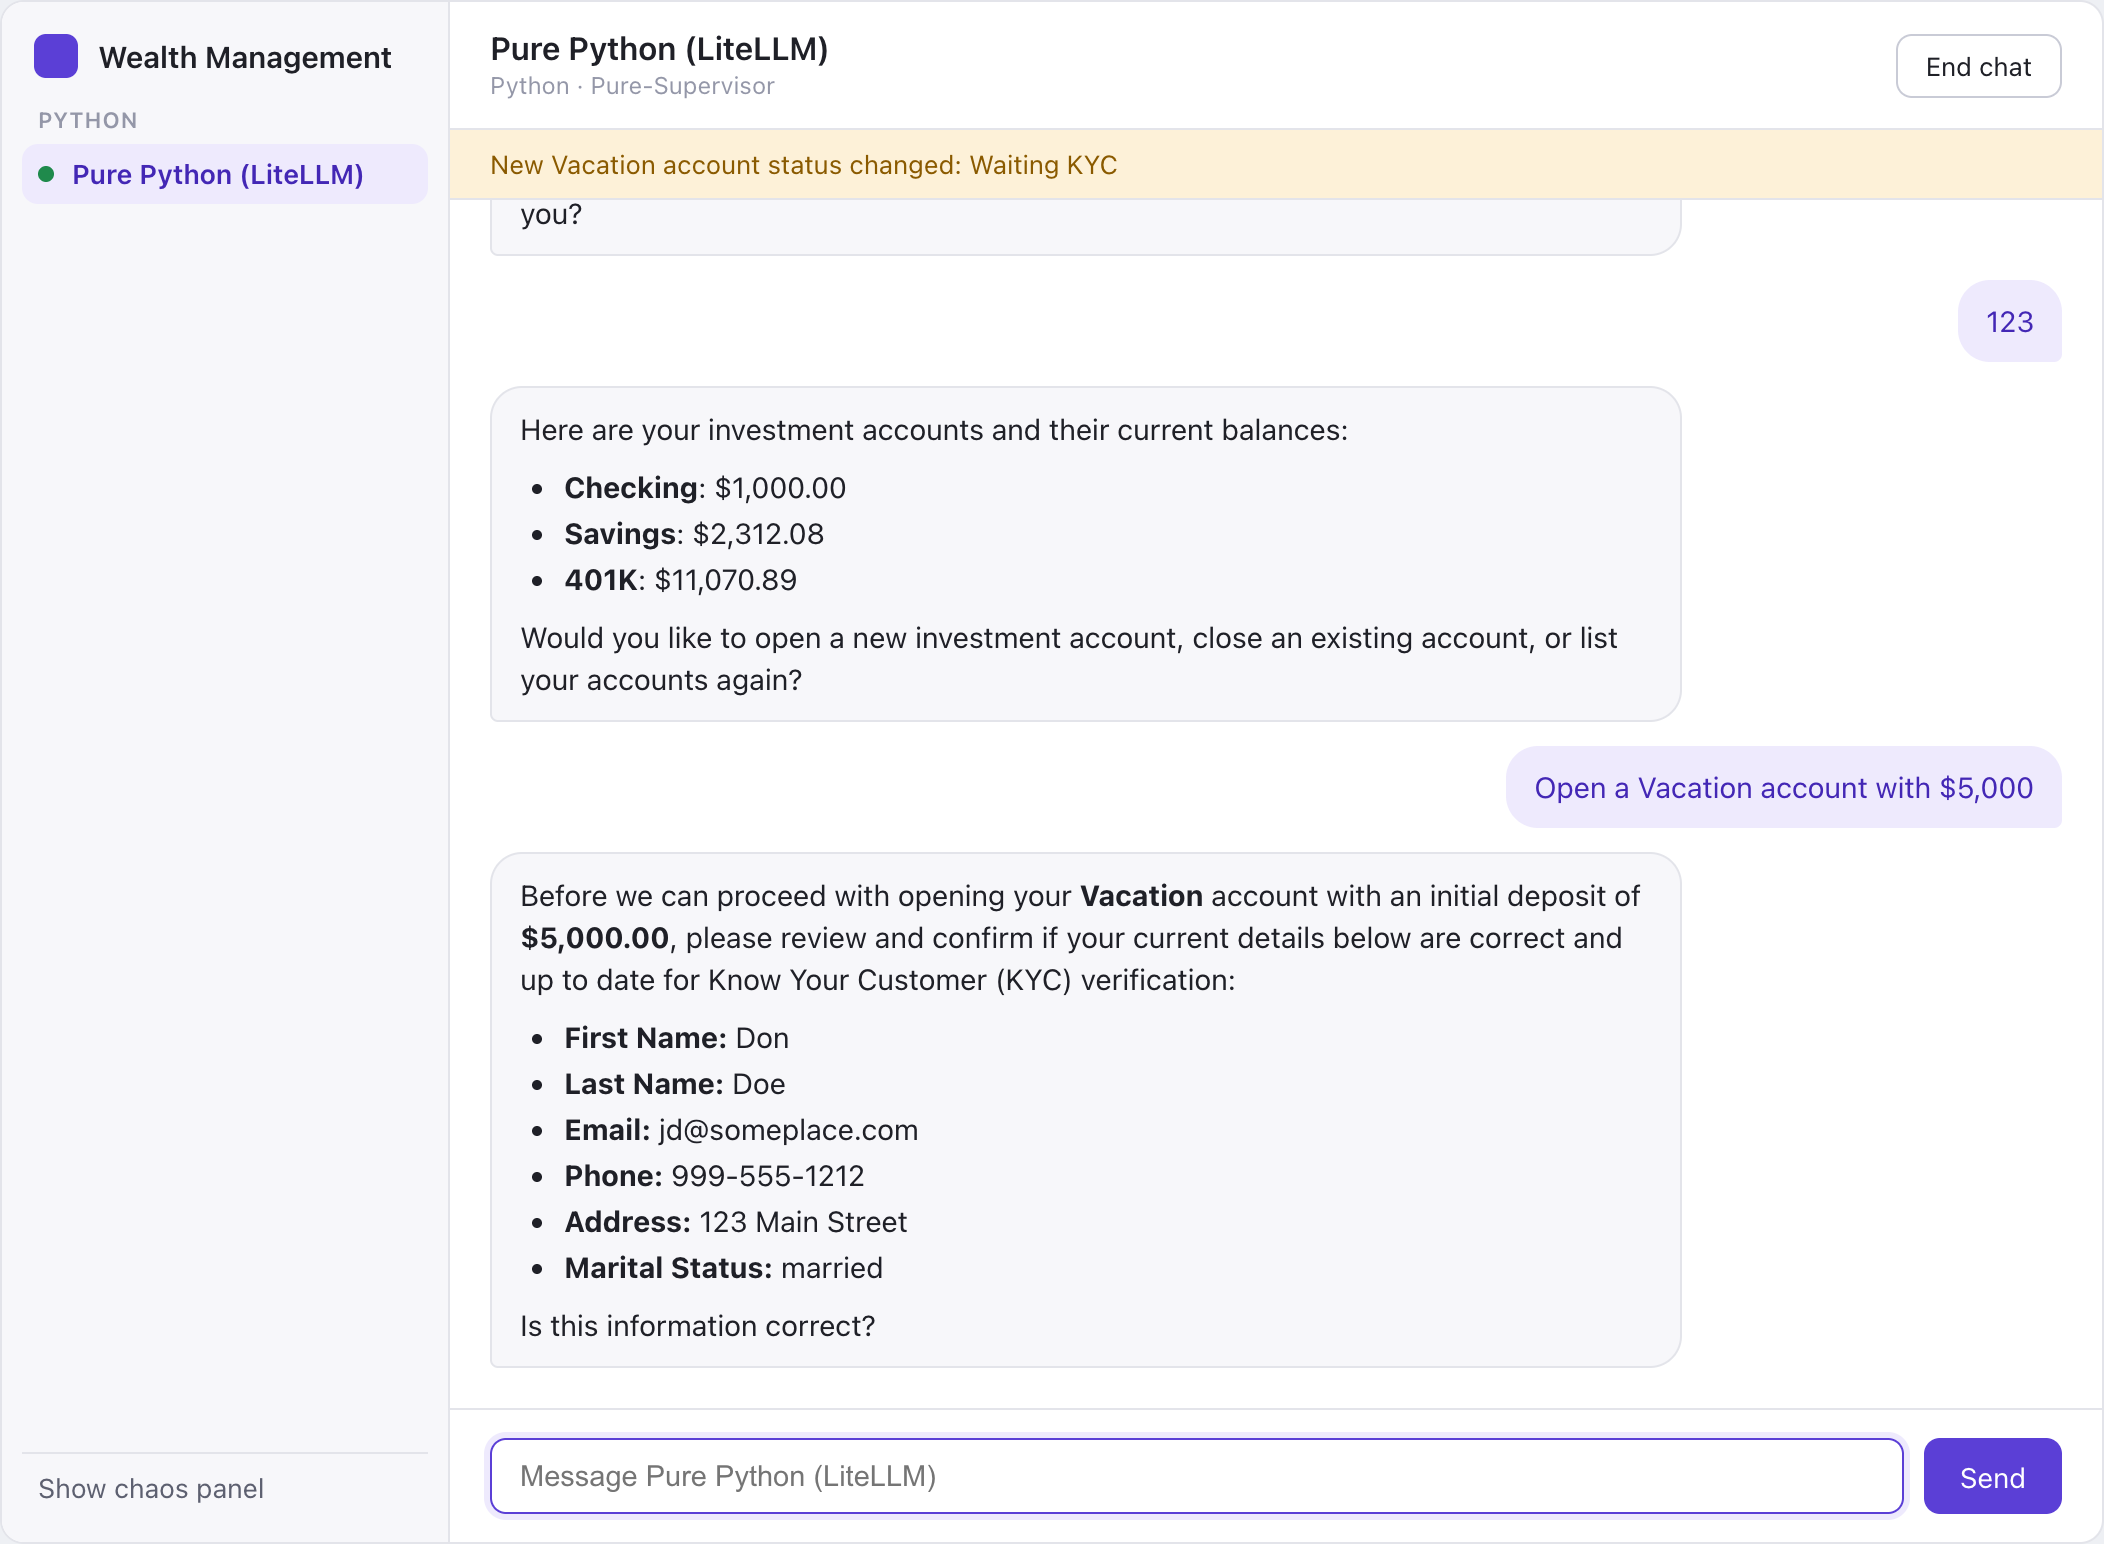 Wealth Management
PYTHON
Pure Python (LiteLLM)
Show chaos panel
Pure Python (LiteLLM)
Python · Pure-Supervisor
End chat
New Vacation account status changed: Waiting KYC
you?
123
Here are your investment accounts and their current balances:
• Checking: $1,000.00
• Savings: $2,312.08
• 401K: $11,070.89
Would you like to open a new investment account, close an existing account, or list
your accounts again?
Open a Vacation account with $5,000
Before we can proceed with opening your Vacation account with an initial deposit of
$5,000.00, please review and confirm if your current details below are correct and
up to date for Know Your Customer (KYC) verification:
• First Name: Don
• Last Name: Doe
• Email: jd@someplace.com
• Phone: 999-555-1212
• Address: 123 Main Street
• Marital Status: married
Is this information correct?
Message Pure Python (LiteLLM)
Send